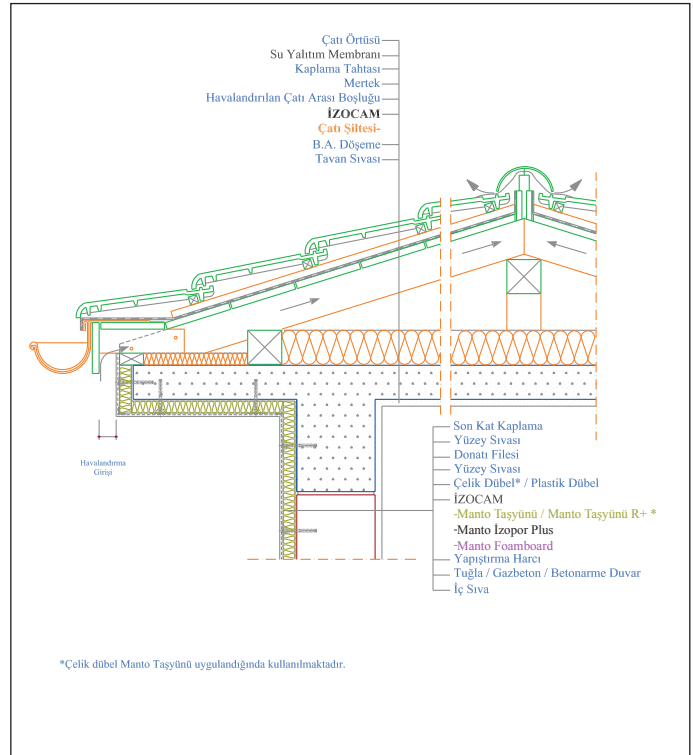 Çatı Örtüsü
Su Yalıtım Membranı
Kaplama Tahtası
Mertek
Havalandırılan Çatı Arası Boşluğu
İZOCAM
Çatı Şiltesi-
B.A. Döşeme
Tavan Sıvası
Havalandırma
Girişi
Son Kat Kaplama
Yüzey Sıvası
Donatı Filesi
Yüzey Sıvası
Çelik Dübel* / Plastik Dübel
İZOCAM
-Manto Taşyünü / Manto Taşyünü R+ *
-Manto İzopor Plus
-Manto Foamboard
Yapıştırma Harcı
Tuğla / Gazbeton / Betonarme Duvar
İç Sıva
*Çelik dübel Manto Taşyünü uygulandığında kullanılmaktadır.